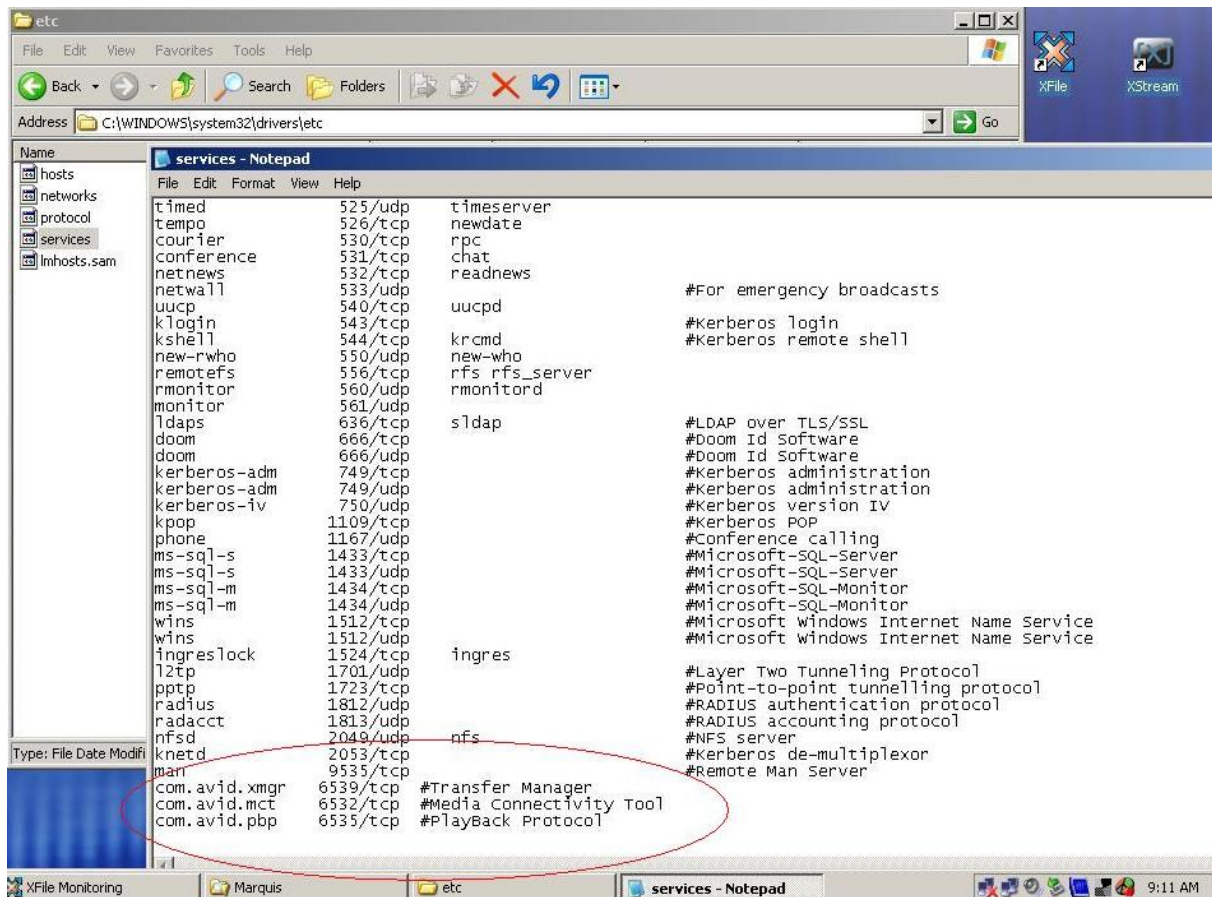 etc
File Edit View Favorites Tools Help
Back Search Folders
Address C:\WINDOWS\system32\drivers\etc Go
XFile XStream
Name
hosts
networks
protocol
services
lmhosts.sam
Type: File Date Modifi
services - Notepad
File Edit Format View Help
timed 525/udp timeserver
tempo 526/tcp newdate
courier 530/tcp rpc
conference 531/tcp chat
netnews 532/tcp readnews
netwall 533/udp #For emergency broadcasts
uucp 540/tcp uucpd
klogin 543/tcp #Kerberos login
kshell 544/tcp krcmd #Kerberos remote shell
new-rwho 550/udp new-who
remotefs 556/tcp rfs rfs_server
rmonitor 560/udp rmonitord
monitor 561/udp
ldaps 636/tcp sldap #LDAP over TLS/SSL
doom 666/tcp #Doom Id Software
doom 666/udp #Doom Id Software
kerberos-adm 749/tcp #Kerberos administration
kerberos-adm 749/udp #Kerberos administration
kerberos-iv 750/udp #Kerberos version IV
kpop 1109/tcp #Kerberos POP
phone 1167/udp #Conference calling
ms-sql-s 1433/tcp #Microsoft-SQL-Server
ms-sql-s 1433/udp #Microsoft-SQL-Server
ms-sql-m 1434/tcp #Microsoft-SQL-Monitor
ms-sql-m 1434/udp #Microsoft-SQL-Monitor
wins 1512/tcp #Microsoft Windows Internet Name Service
wins 1512/udp #Microsoft Windows Internet Name Service
ingreslock 1524/tcp ingres
l2tp 1701/udp #Layer Two Tunneling Protocol
pptp 1723/tcp #Point-to-point tunnelling protocol
radius 1812/udp #RADIUS authentication protocol
radacct 1813/udp #RADIUS accounting protocol
nfsd 2049/udp nfs #NFS server
knetd 2053/tcp #Kerberos de-multiplexor
man 9535/tcp #Remote Man Server
com.avid.xmgr 6539/tcp #Transfer Manager
com.avid.mct 6532/tcp #Media Connectivity Tool
com.avid.pbp 6535/tcp #PlayBack Protocol
XFile Monitoring Marquis etc services - Notepad 9:11 AM